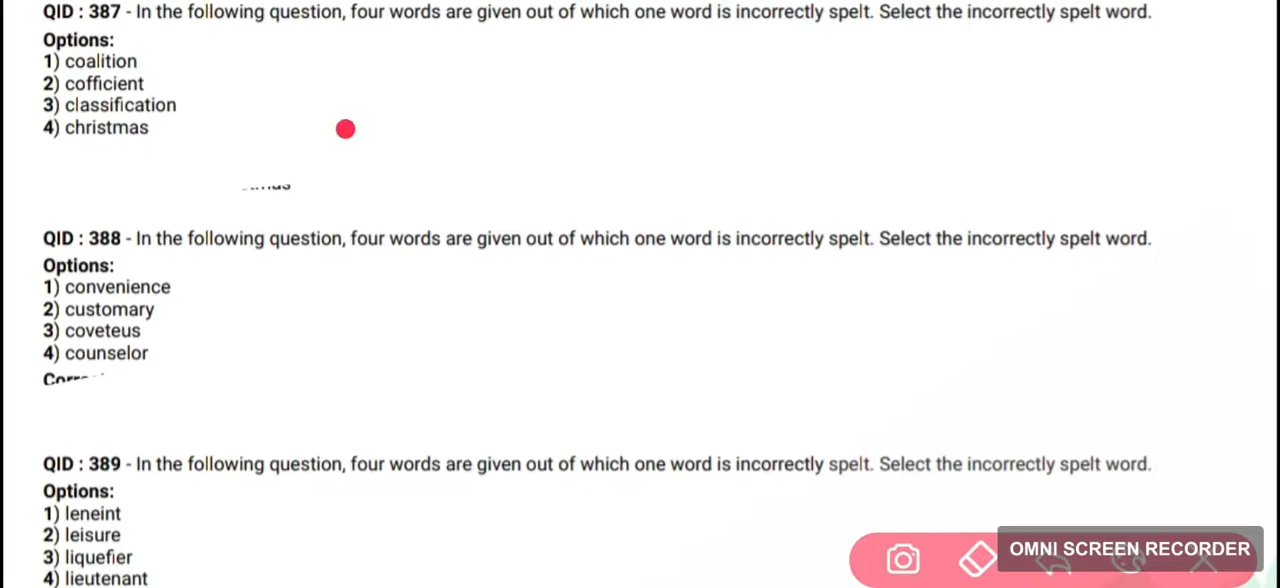 QID : 387 - In the following question, four words are given out of which one word is incorrectly spelt. Select the incorrectly spelt word.
Options:
1) coalition
2) cofficient
3) classification
4) christmas
QID : 388 - In the following question, four words are given out of which one word is incorrectly spelt. Select the incorrectly spelt word.
Options:
1) convenience
2) customary
3) coveteus
4) counselor
QID : 389 - In the following question, four words are given out of which one word is incorrectly spelt. Select the incorrectly spelt word.
Options:
1) leneint
2) leisure
3) liquefier
4) lieutenant
OMNI SCREEN RECORDER